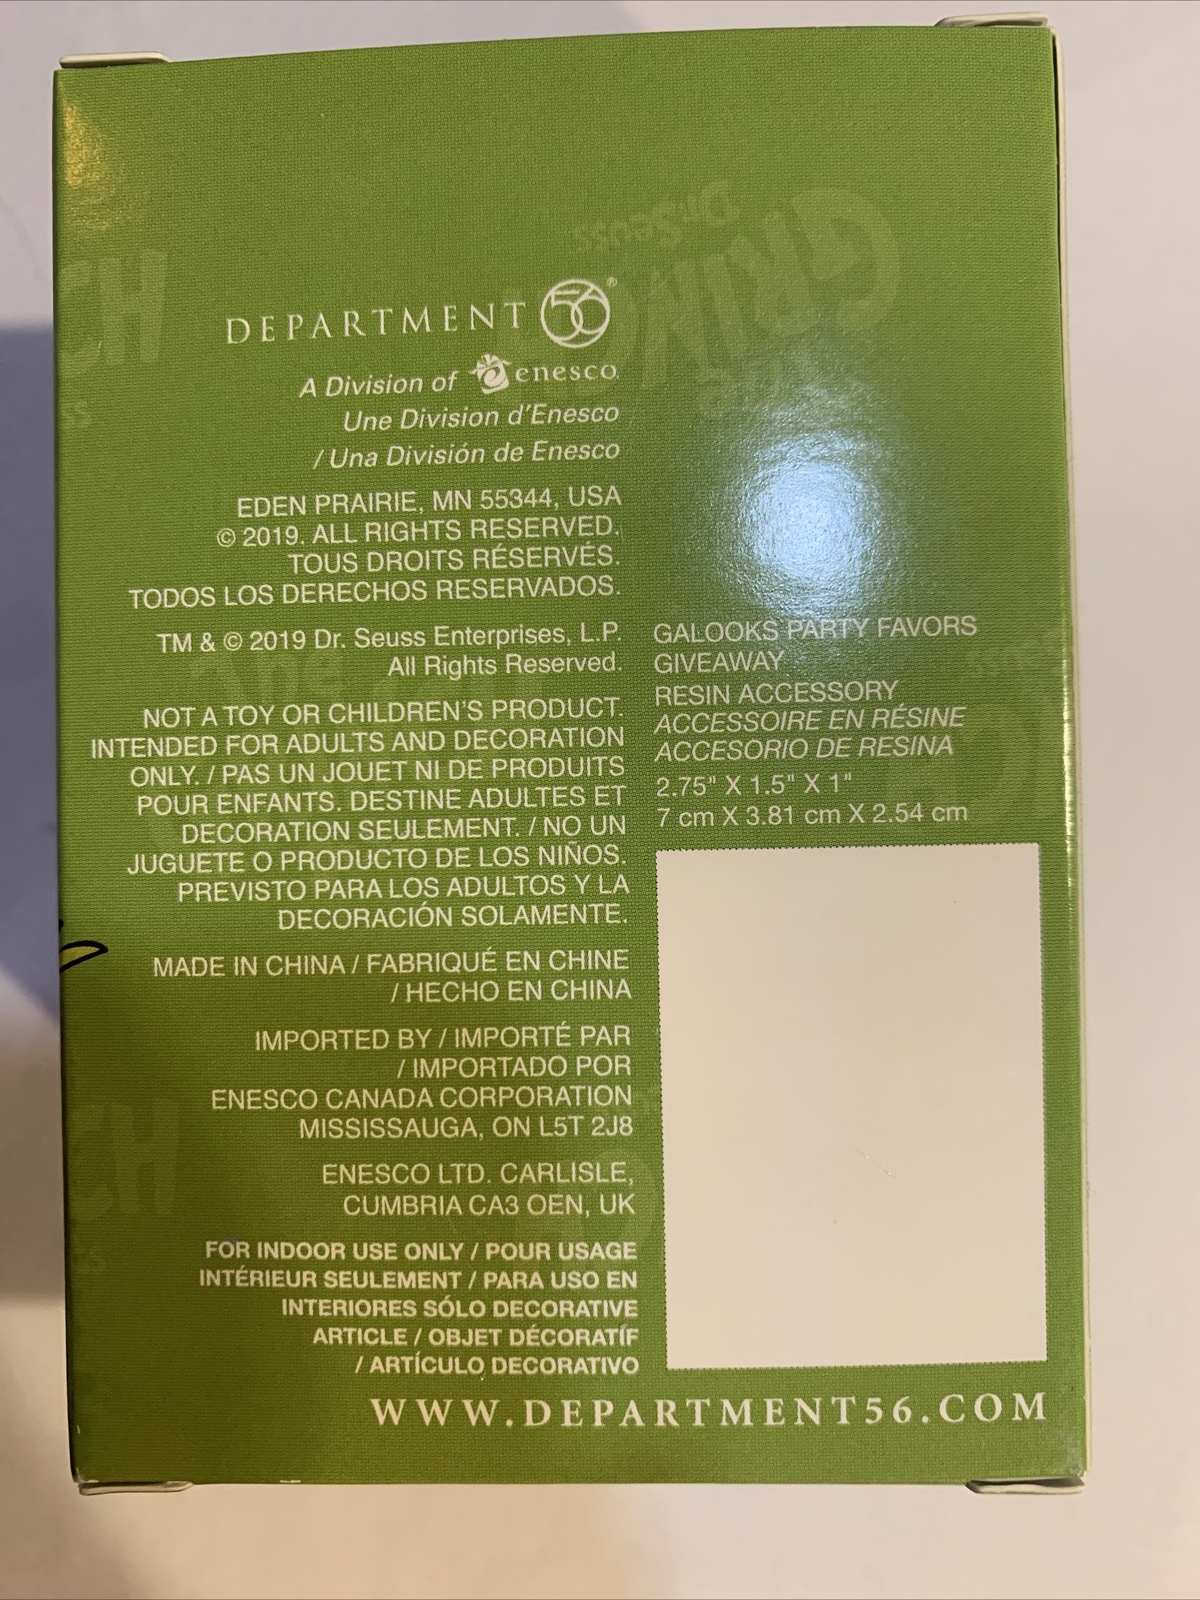 Dr. Seuss
GRINCH
The
CH
DEPARTMENT 56®
A Division of enesco.
Une Division d'Enesco
/ Una División de Enesco
EDEN PRAIRIE, MN 55344, USA
© 2019. ALL RIGHTS RESERVED.
TOUS DROITS RÉSERVÉS.
TODOS LOS DERECHOS RESERVADOS.
TM & © 2019 Dr. Seuss Enterprises, L.P.
All Rights Reserved.
NOT A TOY OR CHILDREN'S PRODUCT.
INTENDED FOR ADULTS AND DECORATION
ONLY. / PAS UN JOUET NI DE PRODUITS
POUR ENFANTS. DESTINE ADULTES ET
DECORATION SEULEMENT. / NO UN
JUGUETE O PRODUCTO DE LOS NIÑOS.
PREVISTO PARA LOS ADULTOS Y LA
DECORACIÓN SOLAMENTE.
MADE IN CHINA / FABRIQUÉ EN CHINE
/ HECHO EN CHINA
IMPORTED BY / IMPORTÉ PAR
/ IMPORTADO POR
ENESCO CANADA CORPORATION
MISSISSAUGA, ON L5T 2J8
ENESCO LTD. CARLISLE,
CUMBRIA CA3 OEN, UK
FOR INDOOR USE ONLY / POUR USAGE
INTÉRIEUR SEULEMENT / PARA USO EN
INTERIORES SÓLO DECORATIVE
ARTICLE / OBJET DÉCORATÍF
/ ARTÍCULO DECORATIVO
GALOOKS PARTY FAVORS
GIVEAWAY
RESIN ACCESSORY
ACCESSOIRE EN RÉSINE
ACCESORIO DE RESINA
2.75" X 1.5" X 1"
7 cm X 3.81 cm X 2.54 cm
WWW.DEPARTMENT56.COM